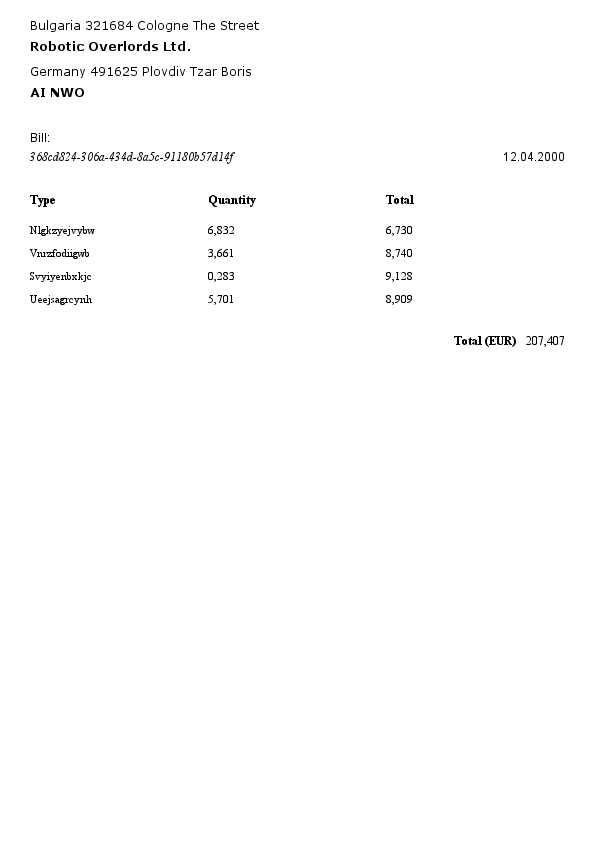 Bulgaria 321684 Cologne The Street
Robotic Overlords Ltd.
Germany 491625 Plovdiv Tzar Boris
AI NWO
Bill:
368cd824-306a-434d-8a5c-91180b57d14f 12.04.2000
Type Quantity Total
Nlgkzyejvybw 6,832 6,730
Vnrzfodiigwb 3,661 8,740
Svyiyenbxkjc 0,283 9,128
Ueejsagrcynh 5,701 8,909
Total (EUR) 207,407